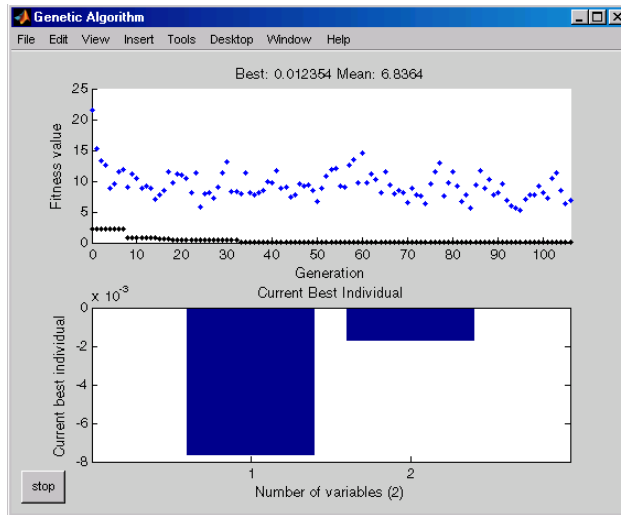 Genetic Algorithm
File Edit View Insert Tools Desktop Window Help
Best: 0.012354 Mean: 6.8364
Fitness value
25
20
15
10
5
0
0 10 20 30 40 50 60 70 80 90 100
Generation
Current Best Individual
x 10⁻³
Current best individual
0
-2
-4
-6
-8
1 2
Number of variables (2)
stop